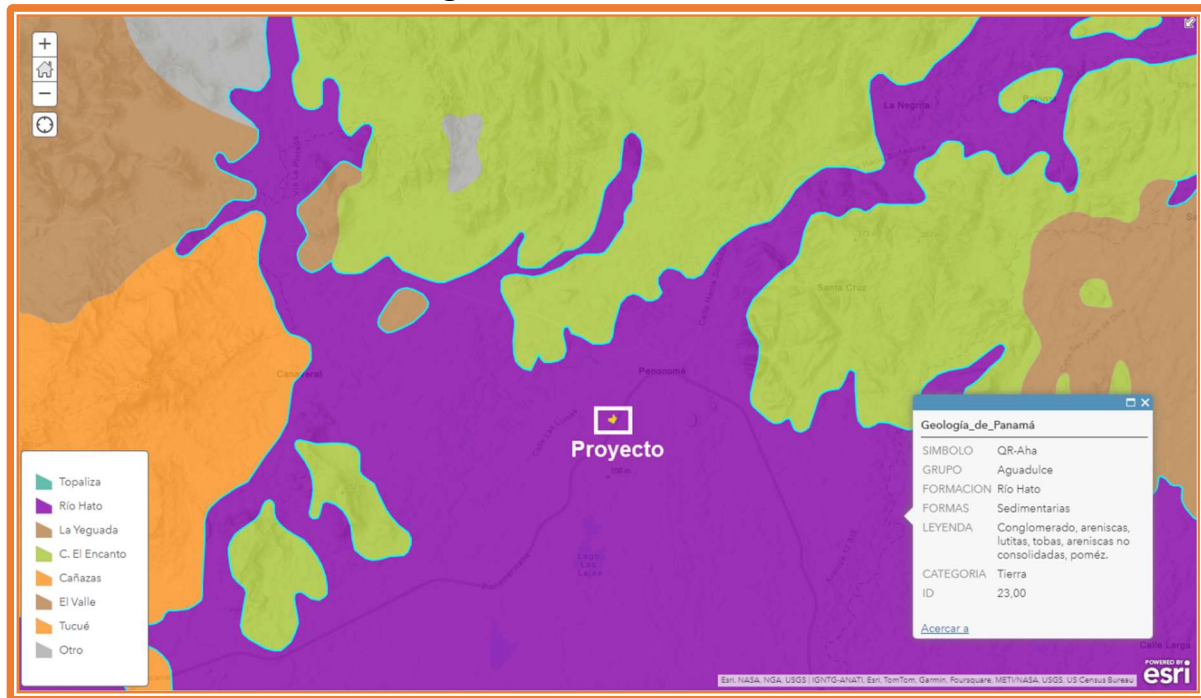 +
−
La Negrita
Santa Cruz
Cañaveral
Penonomé
Proyecto
Topaliza
Río Hato
La Yeguada
C. El Encanto
Cañazas
El Valle
Tucué
Otro
Geología_de_Panamá
SIMBOLO QR-Aha
GRUPO Aguadulce
FORMACION Río Hato
FORMAS Sedimentarias
LEYENDA Conglomerado, areniscas,
lutitas, tobas, areniscas no
consolidadas, poméz.
CATEGORIA Tierra
ID 23,00
Acercar a
Calle Larga
Esri, NASA, NGA, USGS | IGNTG-ANATI, Esri, TomTom, Garmin, Foursquare, METI/NASA, USGS, US Census Bureau
POWERED BY
esri